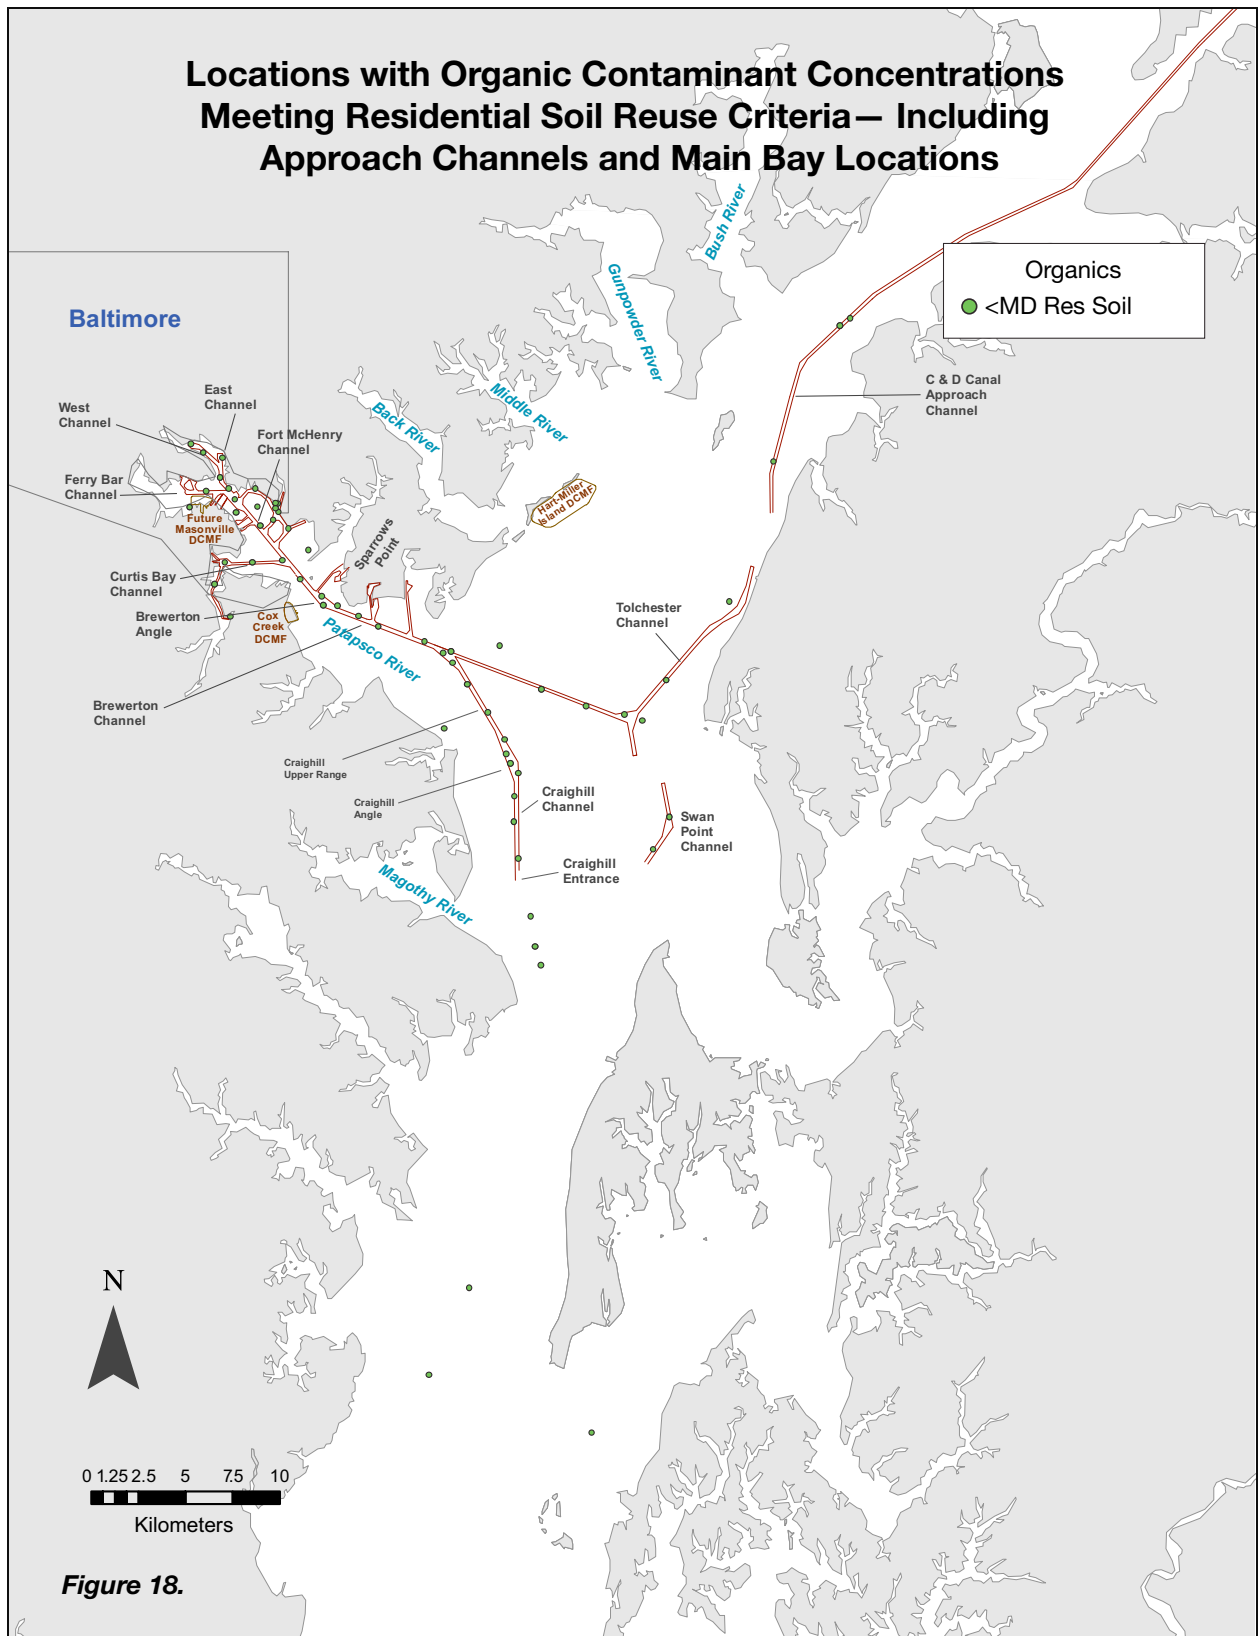 Locations with Organic Contaminant Concentrations
Meeting Residential Soil Reuse Criteria— Including
Approach Channels and Main Bay Locations
Bush River
Gunpowder River
Organics
<MD Res Soil
Baltimore
C & D Canal
Approach
Channel
East
Channel
West
Channel
Fort McHenry
Channel
Back River
Middle River
Ferry Bar
Channel
Hart-Miller
Island DCMF
Future
Masonville
DCMF
Sparrows
Point
Curtis Bay
Channel
Brewerton
Angle
Cox
Creek
DCMF
Patapsco River
Tolchester
Channel
Brewerton
Channel
Craighill
Upper Range
Craighill
Angle
Craighill
Channel
Swan
Point
Channel
Craighill
Entrance
Magothy River
N
0 1.25 2.5 5 7.5 10
Kilometers
Figure 18.